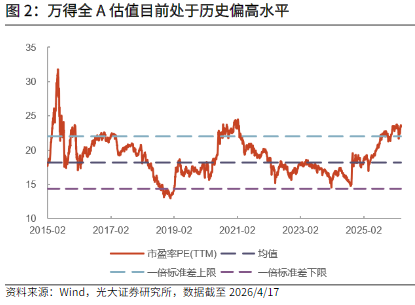 图 2：万得全 A 估值目前处于历史偏高水平
35
30
25
20
15
10
2015-02 2017-02 2019-02 2021-02 2023-02 2025-02
市盈率PE(TTM) 均值
一倍标准差上限 一倍标准差下限
资料来源：Wind，光大证券研究所，数据截至 2026/4/17